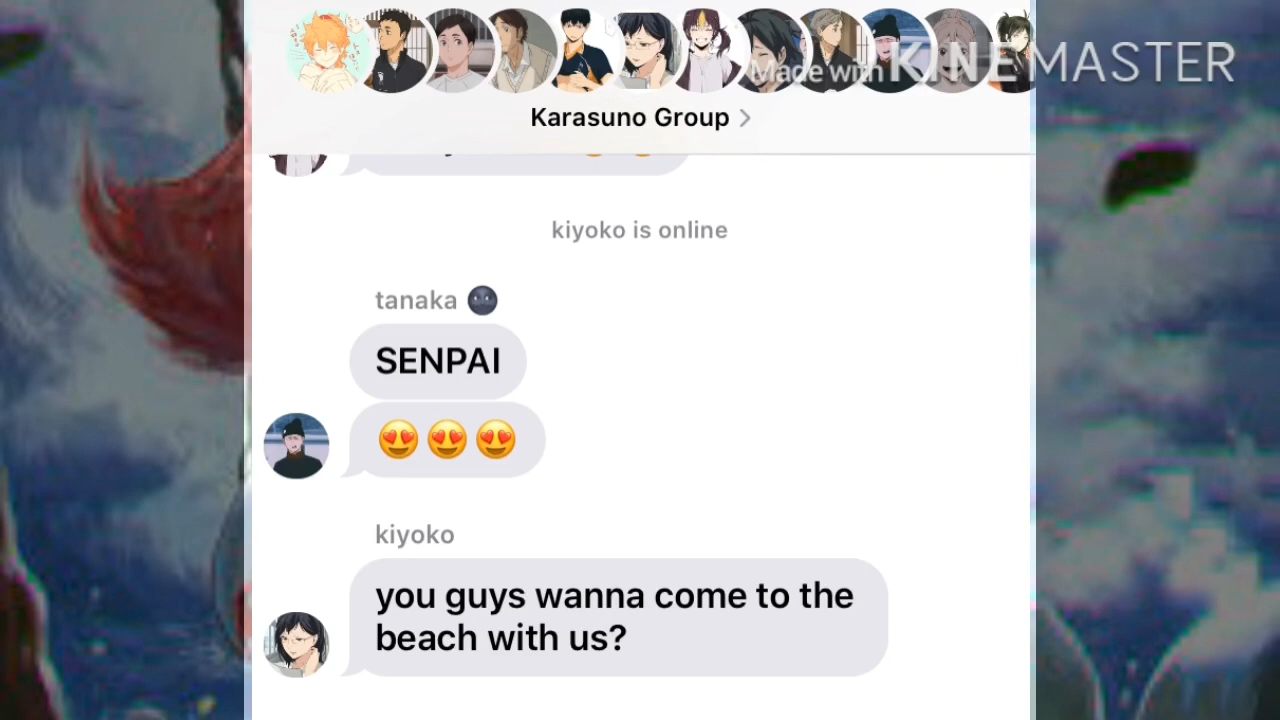 Made with KINEMASTER
Karasuno Group
kiyoko is online
tanaka 🌚
SENPAI
😍😍😍
kiyoko
you guys wanna come to the
beach with us?